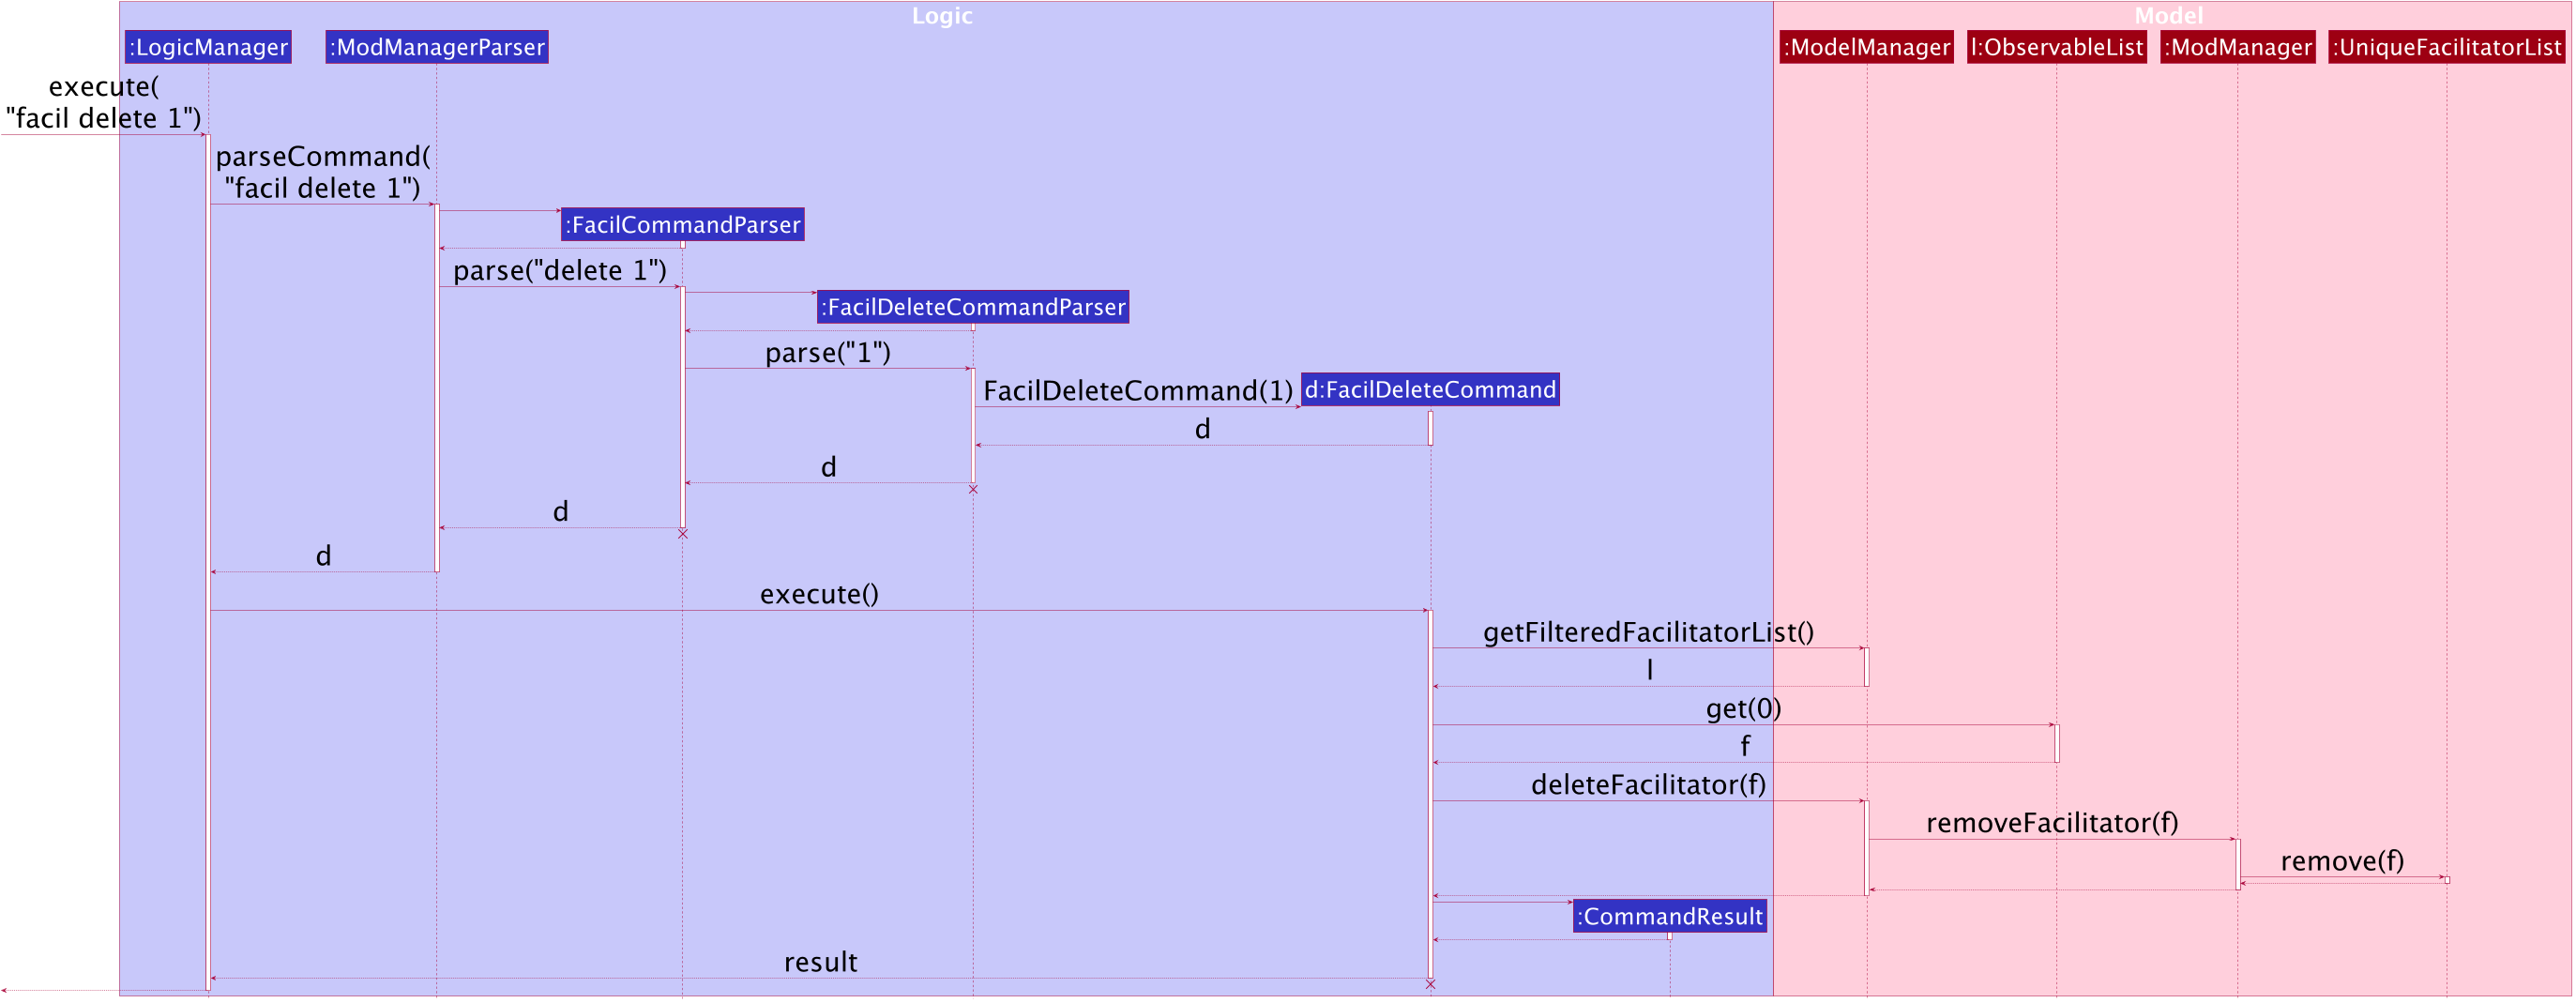 Logic
Model
:LogicManager
:ModManagerParser
:ModelManager
l:ObservableList
:ModManager
:UniqueFacilitatorList
execute(
"facil delete 1")
parseCommand(
"facil delete 1")
:FacilCommandParser
parse("delete 1")
:FacilDeleteCommandParser
parse("1")
FacilDeleteCommand(1)
d:FacilDeleteCommand
d
d
d
d
execute()
getFilteredFacilitatorList()
l
get(0)
f
deleteFacilitator(f)
removeFacilitator(f)
remove(f)
:CommandResult
result